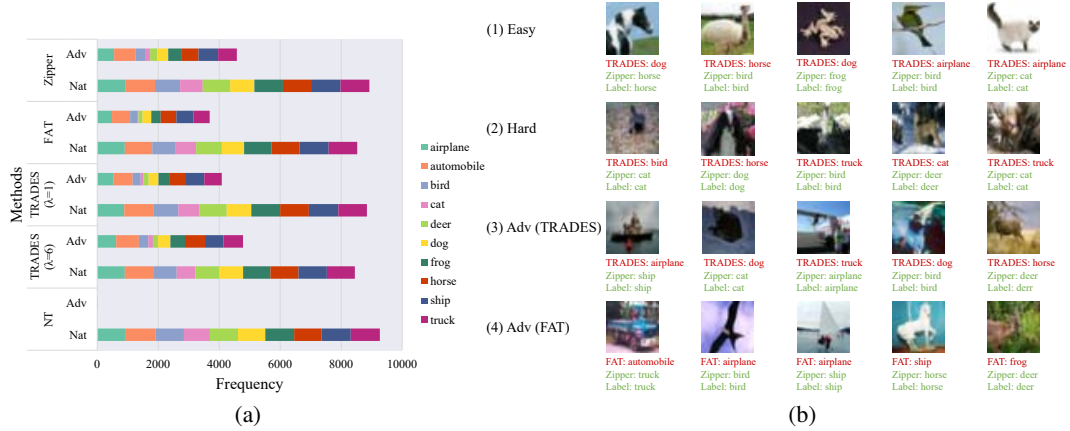 Methods
Zipper
Adv
Nat
FAT
Adv
Nat
TRADES
(λ=1)
Adv
Nat
TRADES
(λ=6)
Adv
Nat
NT
Adv
Nat
0 2000 4000 6000 8000 10000
Frequency
airplane
automobile
bird
cat
deer
dog
frog
horse
ship
truck
(a)
(1) Easy
TRADES: dog TRADES: horse TRADES: dog TRADES: airplane TRADES: airplane
Zipper: horse Zipper: bird Zipper: frog Zipper: bird Zipper: cat
Label: horse Label: bird Label: frog Label: bird Label: cat
(2) Hard
TRADES: bird TRADES: horse TRADES: truck TRADES: cat TRADES: truck
Zipper: cat Zipper: dog Zipper: bird Zipper: deer Zipper: cat
Label: cat Label: dog Label: bird Label: deer Label: cat
(3) Adv (TRADES)
TRADES: airplane TRADES: dog TRADES: truck TRADES: dog TRADES: horse
Zipper: ship Zipper: cat Zipper: airplane Zipper: bird Zipper: deer
Label: ship Label: cat Label: airplane Label: bird Label: derr
(4) Adv (FAT)
FAT: automobile FAT: airplane FAT: airplane FAT: ship FAT: frog
Zipper: truck Zipper: bird Zipper: ship Zipper: horse Zipper: deer
Label: truck Label: bird Label: ship Label: horse Label: deer
(b)